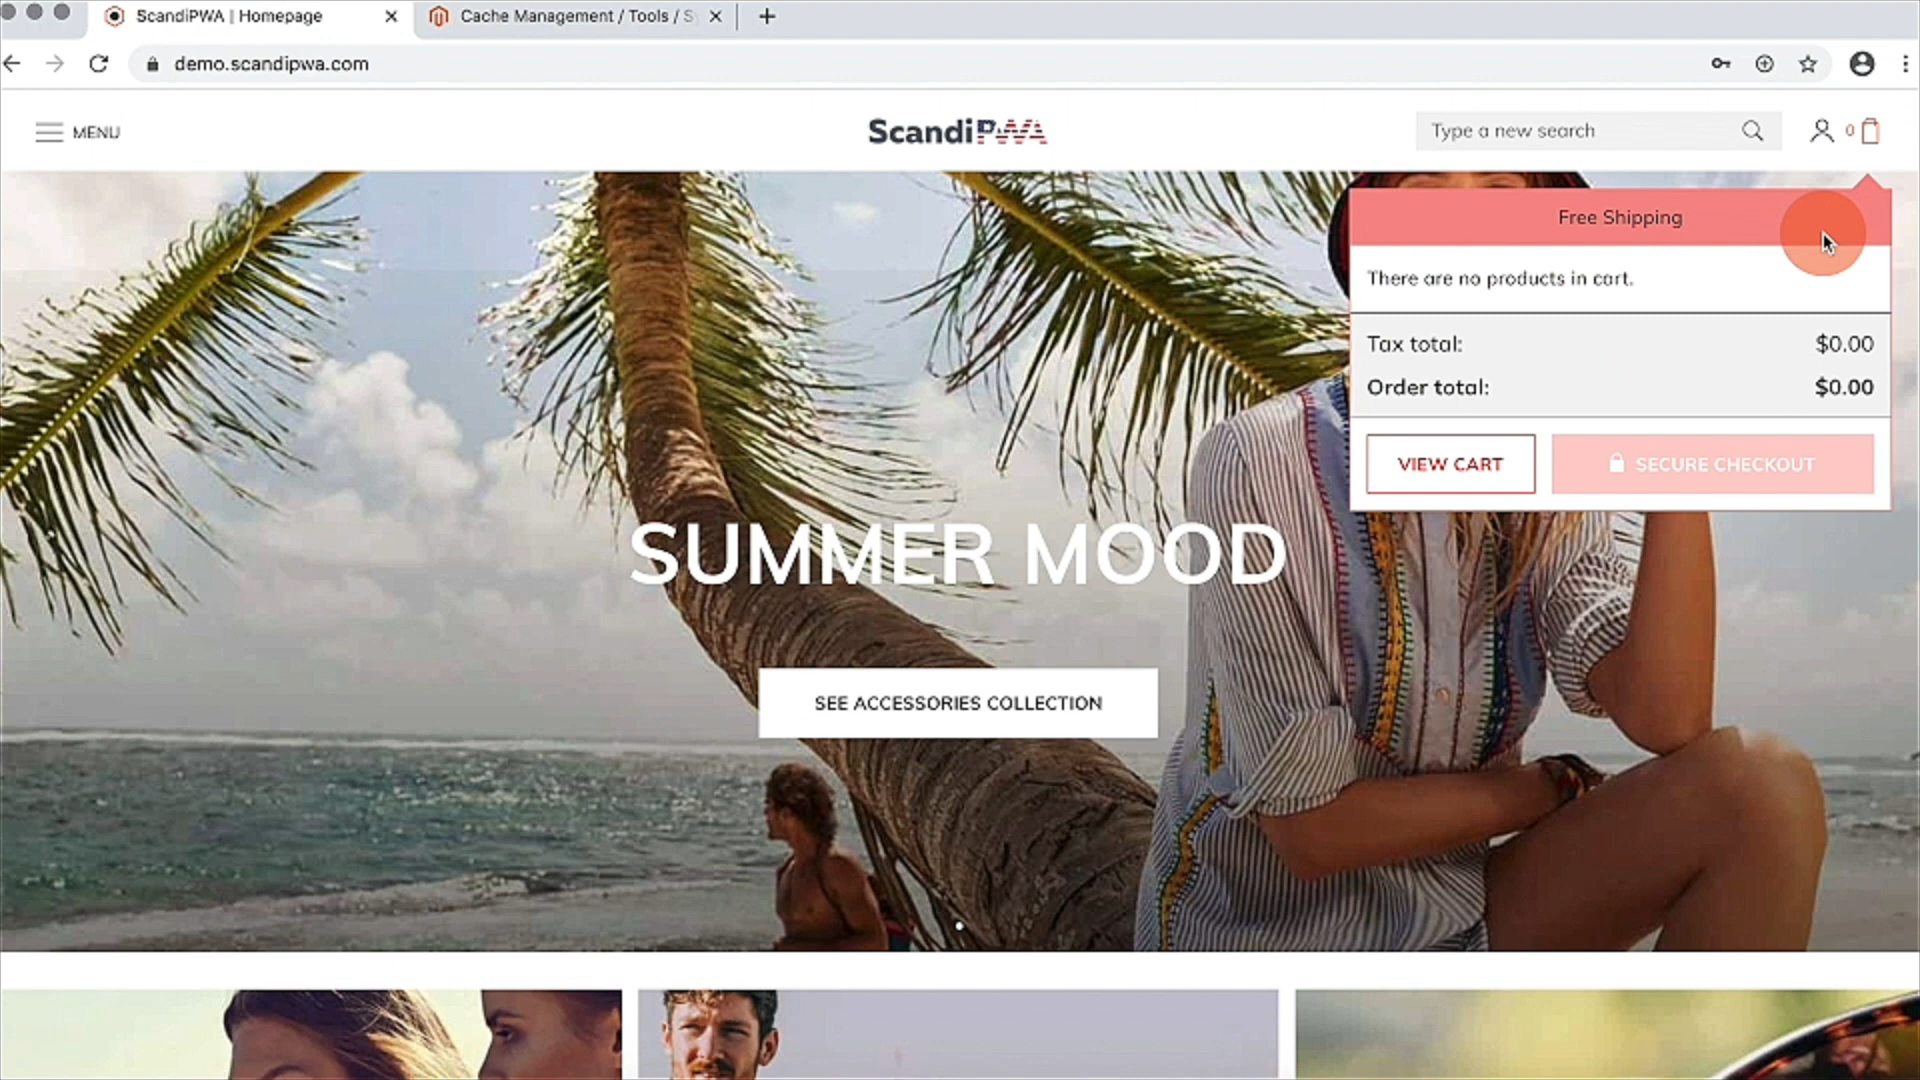 ScandiPWA | Homepage
Cache Management / Tools / S
demo.scandipwa.com
MENU
ScandiPWA
Type a new search
0
Free Shipping
There are no products in cart.
Tax total: $0.00
Order total: $0.00
VIEW CART
SECURE CHECKOUT
SUMMER MOOD
SEE ACCESSORIES COLLECTION